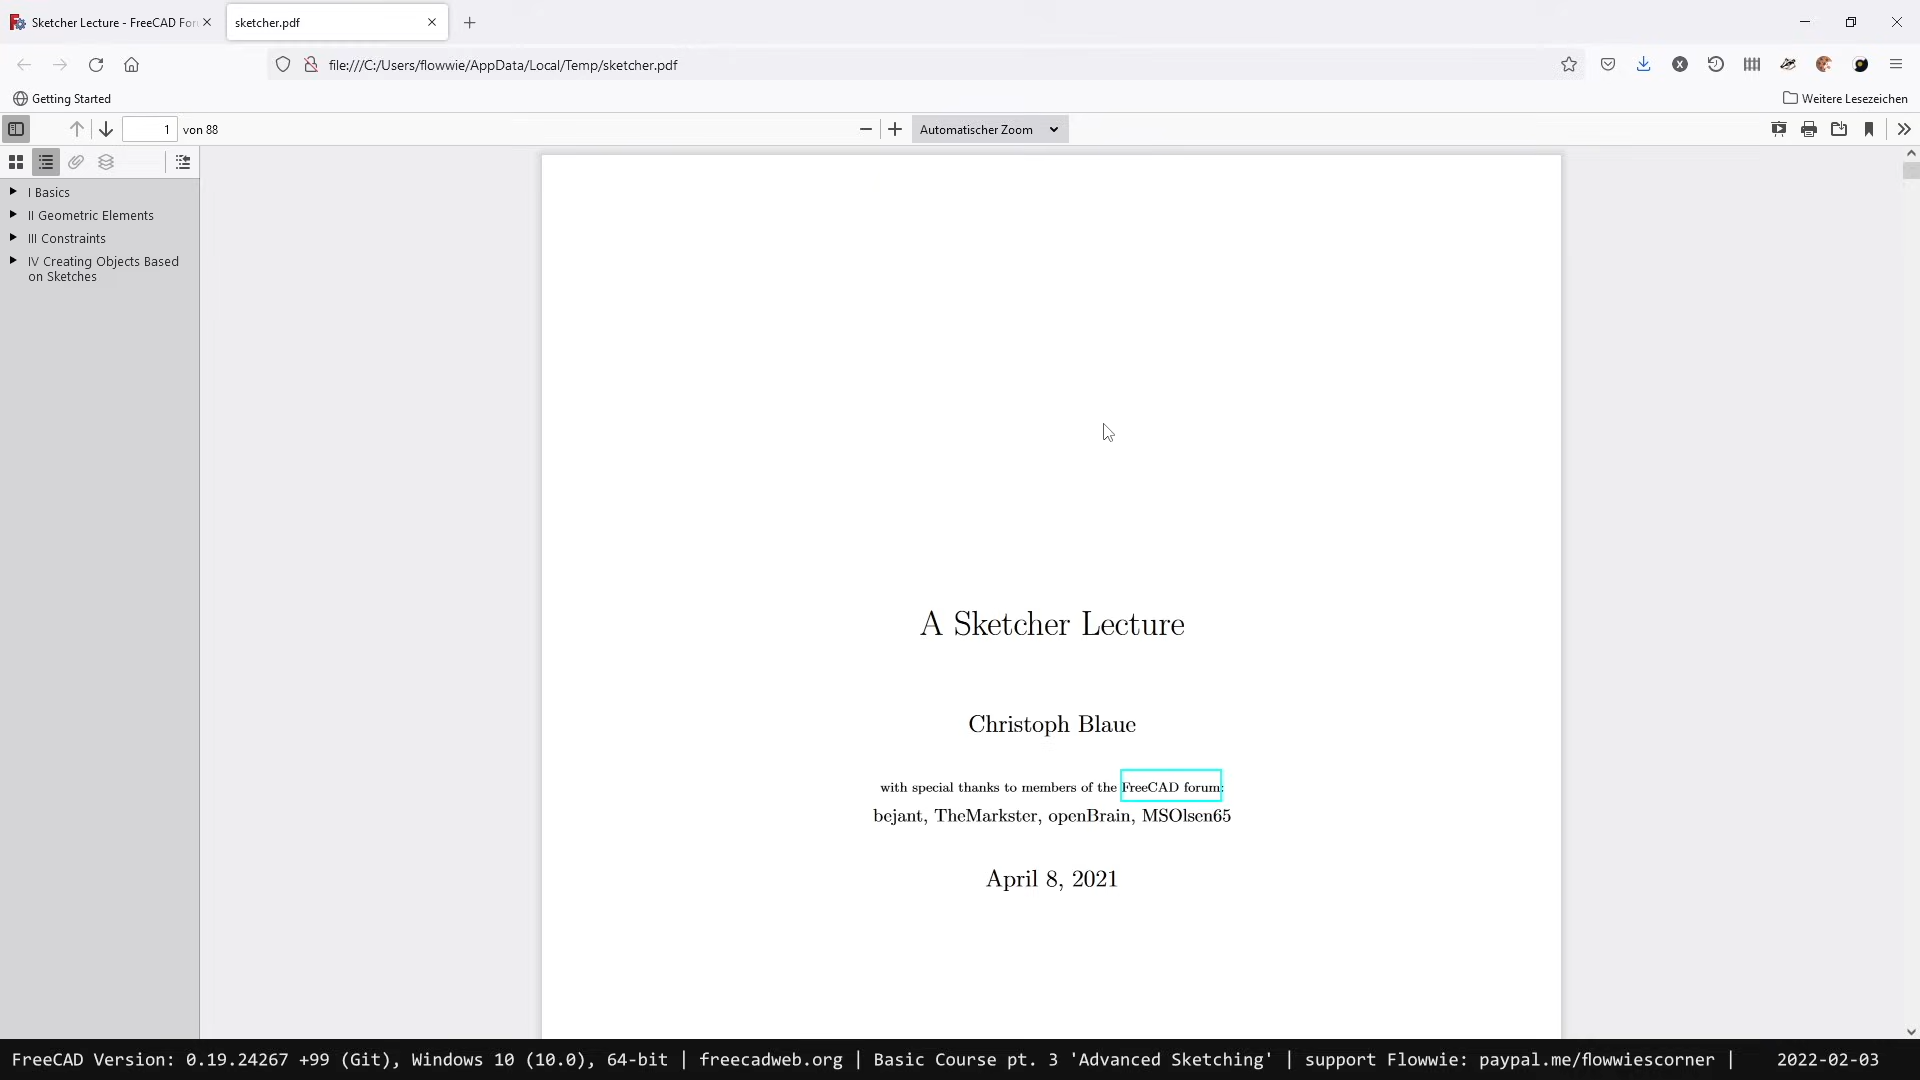 Sketcher Lecture - FreeCAD For
sketcher.pdf
file:///C:/Users/flowwie/AppData/Local/Temp/sketcher.pdf
Getting Started
Weitere Lesezeichen
1 von 88
Automatischer Zoom
I Basics
II Geometric Elements
III Constraints
IV Creating Objects Based
on Sketches
A Sketcher Lecture
Christoph Blaue
with special thanks to members of the FreeCAD forum:
bejant, TheMarkster, openBrain, MSOlsen65
April 8, 2021
FreeCAD Version: 0.19.24267 +99 (Git), Windows 10 (10.0), 64-bit | freecadweb.org | Basic Course pt. 3 'Advanced Sketching' | support Flowwie: paypal.me/flowwiescorner | 2022-02-03